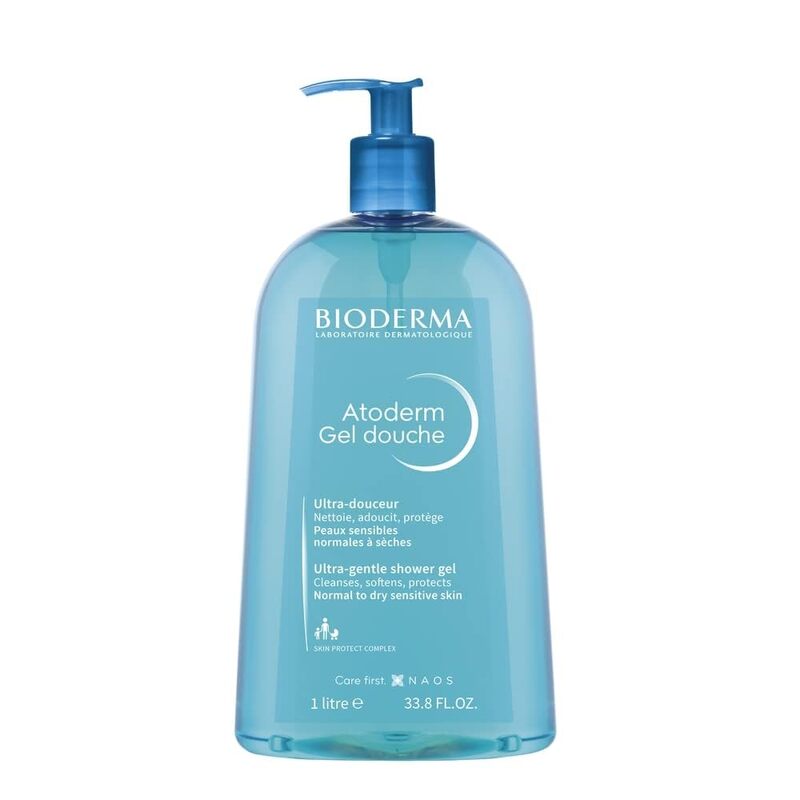 BIODERMA
LABORATOIRE DERMATOLOGIQUE
Atoderm
Gel douche
Ultra-douceur
Nettoie, adoucit, protège
Peaux sensibles
normales à sèches
Ultra-gentle shower gel
Cleanses, softens, protects
Normal to dry sensitive skin
SKIN PROTECT COMPLEX
Care first. NAOS
1 litre ℮ 33.8 FL.OZ.